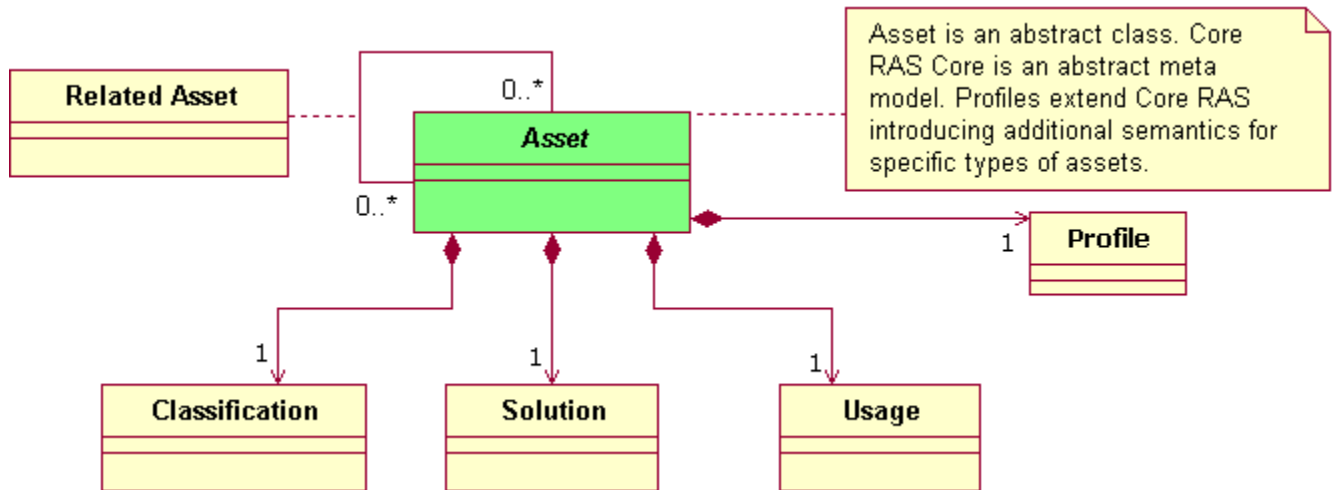 Asset is an abstract class. Core
RAS Core is an abstract meta
model. Profiles extend Core RAS
introducing additional semantics for
specific types of assets.
Related Asset
0..*
Asset
0..*
1
Profile
1
1
1
Classification
Solution
Usage